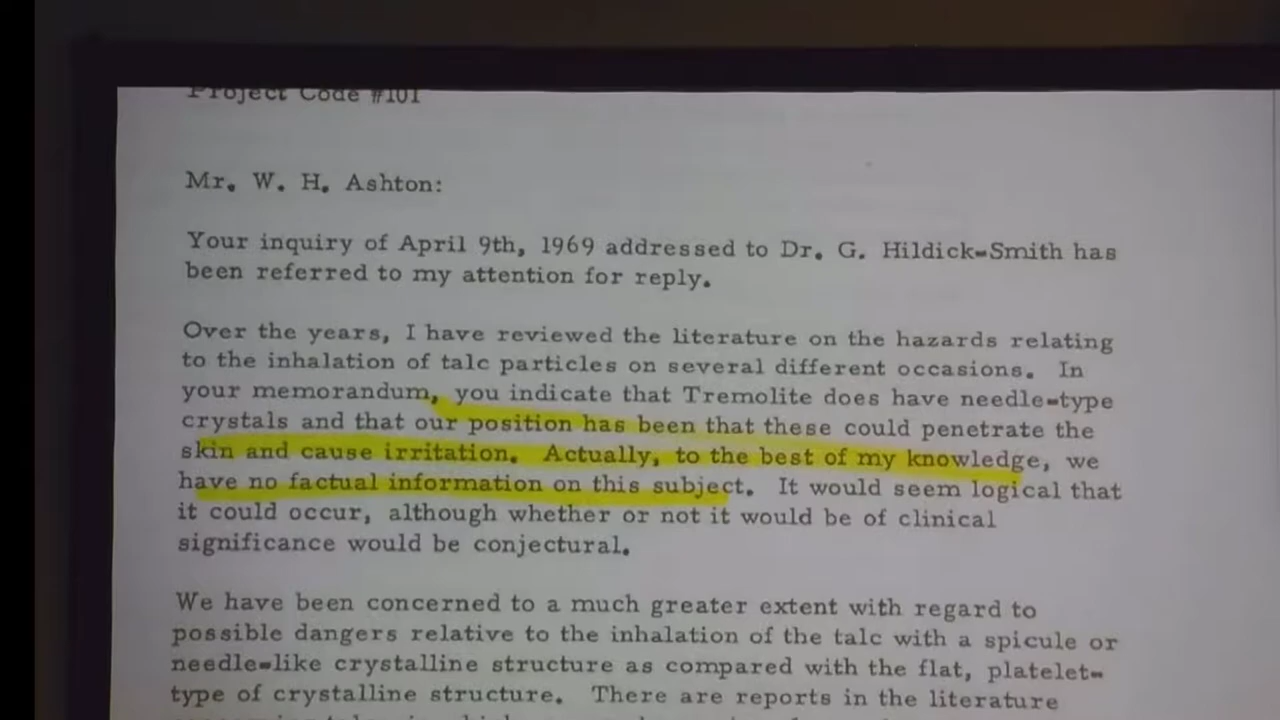 Project Code #101
Mr. W. H. Ashton:
Your inquiry of April 9th, 1969 addressed to Dr. G. Hildick-Smith has
been referred to my attention for reply.
Over the years, I have reviewed the literature on the hazards relating
to the inhalation of talc particles on several different occasions. In
your memorandum, you indicate that Tremolite does have needle-type
crystals and that our position has been that these could penetrate the
skin and cause irritation. Actually, to the best of my knowledge, we
have no factual information on this subject. It would seem logical that
it could occur, although whether or not it would be of clinical
significance would be conjectural.
We have been concerned to a much greater extent with regard to
possible dangers relative to the inhalation of the talc with a spicule or
needle-like crystalline structure as compared with the flat, platelet-
type of crystalline structure. There are reports in the literature